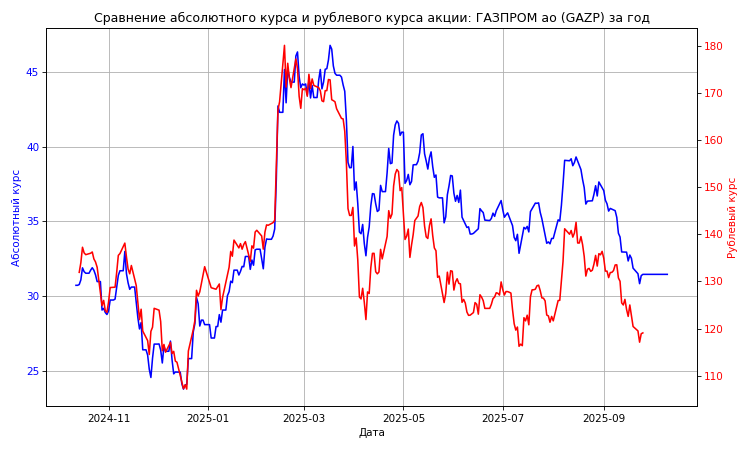 Сравнение абсолютного курса и рублевого курса акции: ГАЗПРОМ ао (GAZP) за год
Абсолютный курс
45
40
35
30
25
180
170
160
150
140
130
120
110
Рублевый курс
2024-11 2025-01 2025-03 2025-05 2025-07 2025-09
Дата